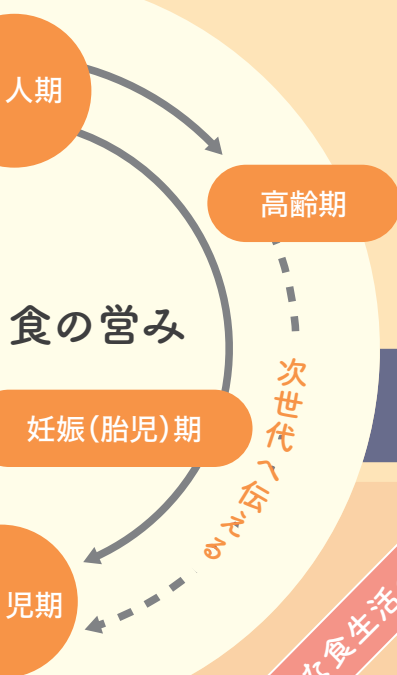 人期
高齢期
食の営み
次世代へ伝える
妊娠（胎児）期
児期
な食生活